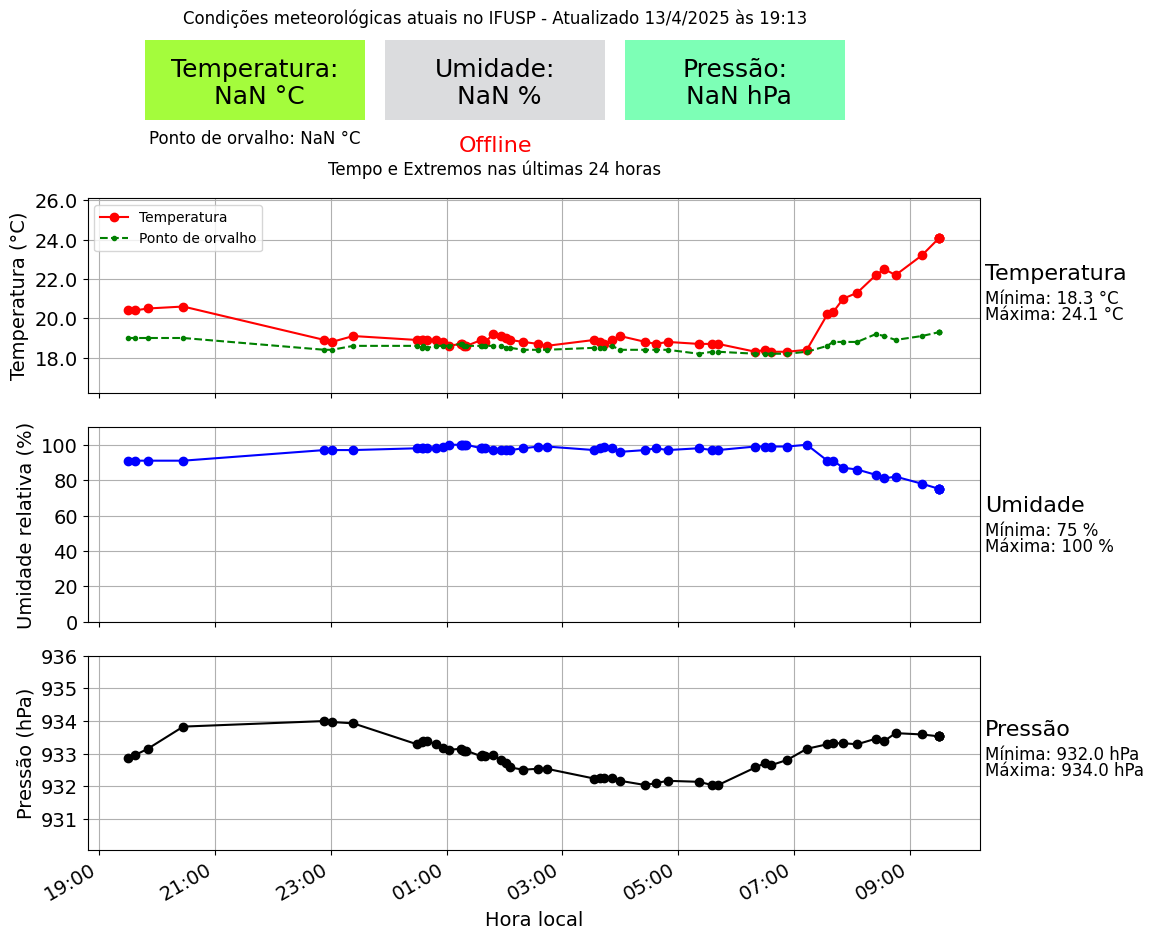 Condições meteorológicas atuais no IFUSP - Atualizado 13/4/2025 às 19:13
Temperatura:
NaN °C
Umidade:
NaN %
Pressão:
NaN hPa
Ponto de orvalho: NaN °C
Offline
Tempo e Extremos nas últimas 24 horas
Temperatura (°C)
26.0
24.0
22.0
20.0
18.0
Temperatura
Ponto de orvalho
Temperatura
Mínima: 18.3 °C
Máxima: 24.1 °C
Umidade relativa (%)
100
80
60
40
20
0
Umidade
Mínima: 75 %
Máxima: 100 %
Pressão (hPa)
936
935
934
933
932
931
Pressão
Mínima: 932.0 hPa
Máxima: 934.0 hPa
19:00
21:00
23:00
01:00
03:00
05:00
07:00
09:00
Hora local